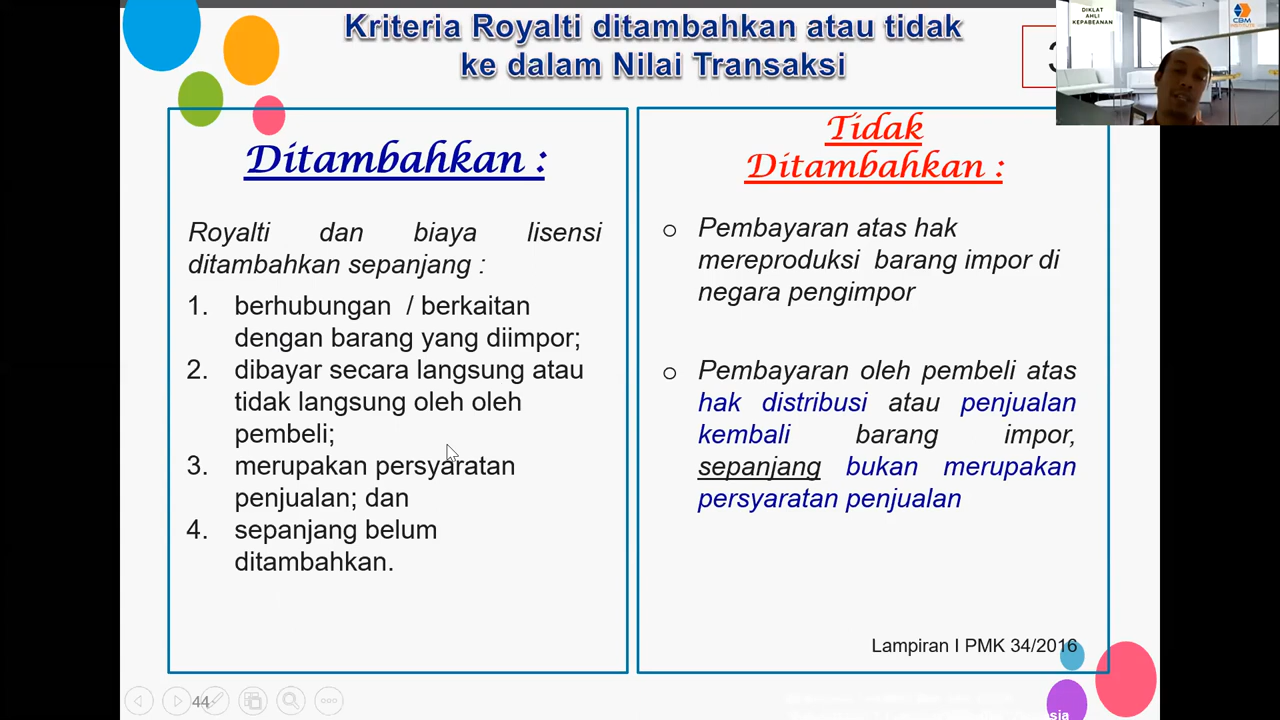 Kriteria Royalti ditambahkan atau tidak
ke dalam Nilai Transaksi
DIKLAT
AHLI
KEPABEANAN
CBM
Ditambahkan :
Royalti dan biaya lisensi
ditambahkan sepanjang :
1. berhubungan / berkaitan
dengan barang yang diimpor;
2. dibayar secara langsung atau
tidak langsung oleh oleh
pembeli;
3. merupakan persyaratan
penjualan; dan
4. sepanjang belum
ditambahkan.
Tidak
Ditambahkan :
o Pembayaran atas hak
mereproduksi barang impor di
negara pengimpor
o Pembayaran oleh pembeli atas
hak distribusi atau penjualan
kembali barang impor,
sepanjang bukan merupakan
persyaratan penjualan
Lampiran I PMK 34/2016
44